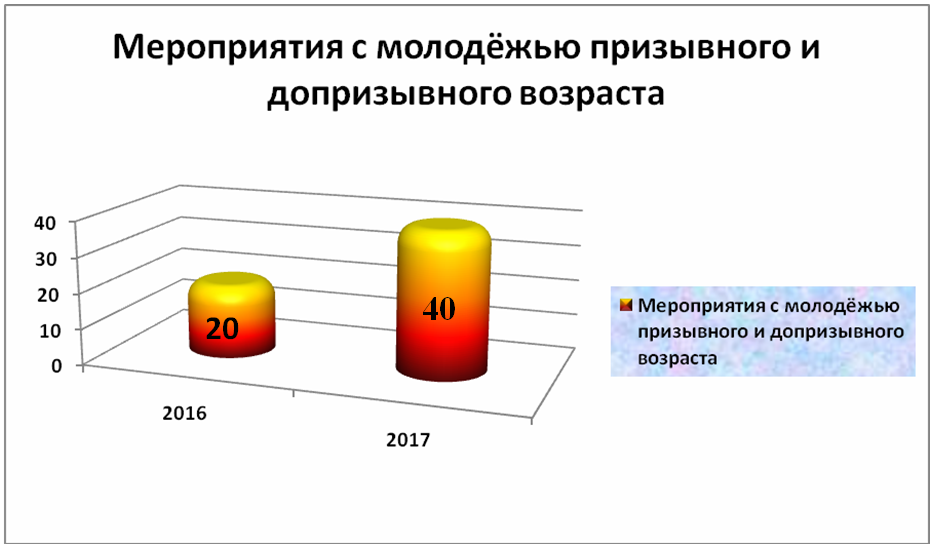 Мероприятия с молодёжью призывного и
допризывного возраста
40
30
20
10
0
20
40
2016
2017
Мероприятия с молодёжью
призывного и допризывного
возраста